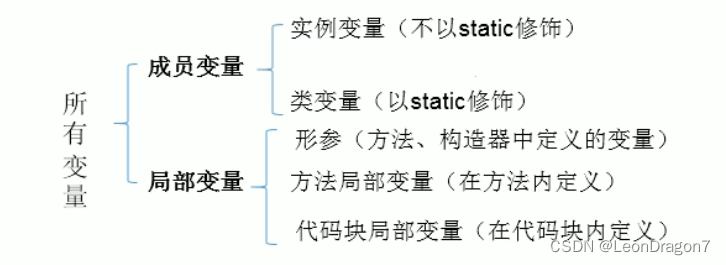 所有变量
成员变量
实例变量（不以static修饰）
类变量（以static修饰）
局部变量
形参（方法、构造器中定义的变量）
方法局部变量（在方法内定义）
代码块局部变量（在代码块内定义）
CSDN @LeonDragon7